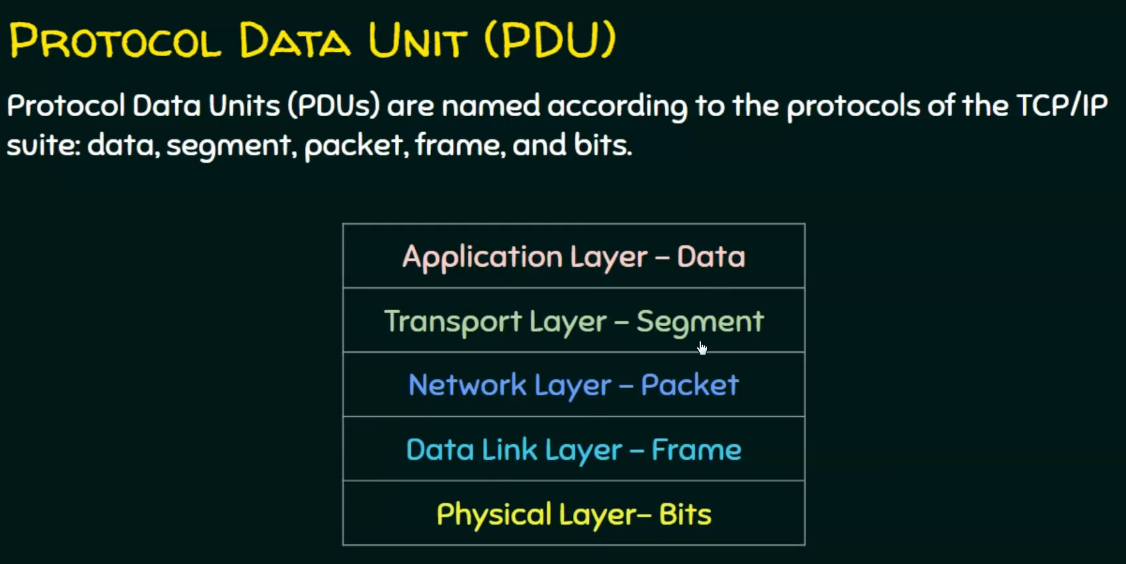 PROTOCOL DATA UNIT (PDU)
Protocol Data Units (PDUs) are named according to the protocols of the TCP/IP
suite: data, segment, packet, frame, and bits.
Application Layer – Data
Transport Layer – Segment
Network Layer – Packet
Data Link Layer – Frame
Physical Layer– Bits